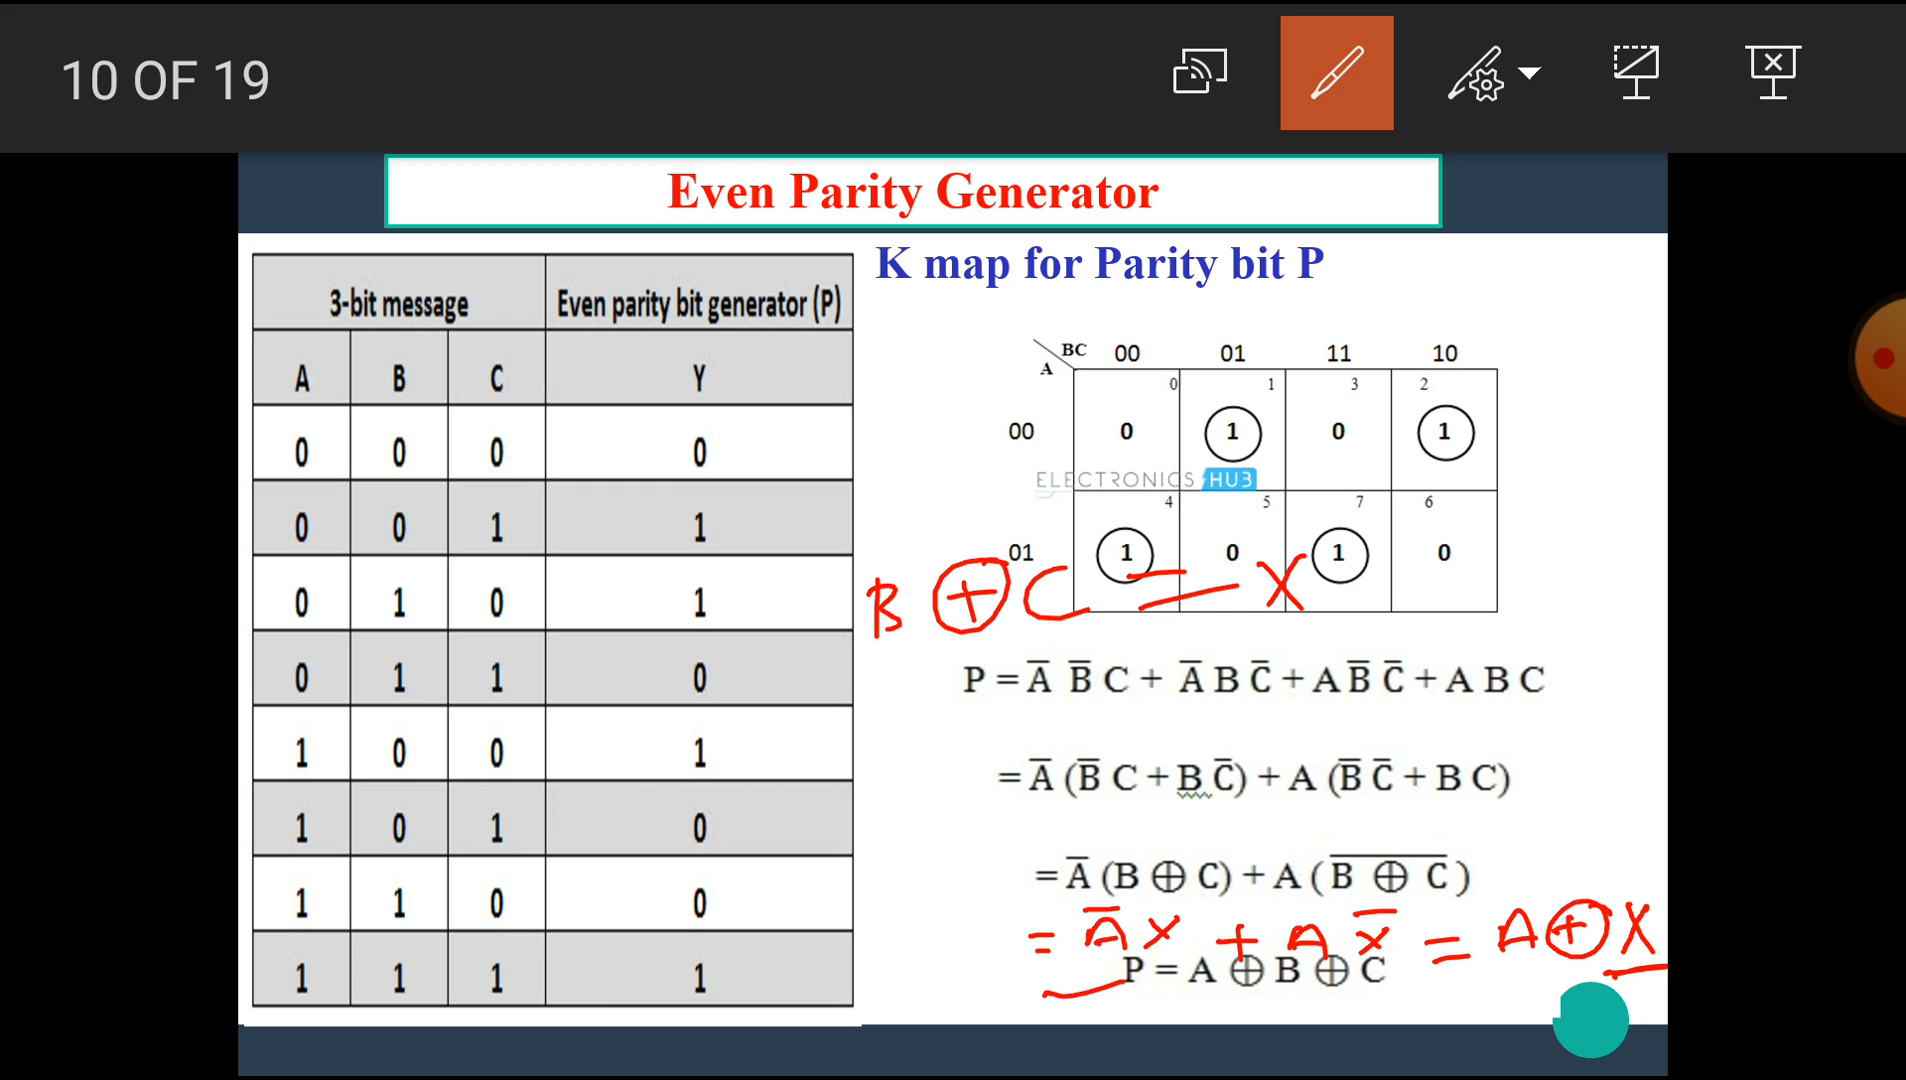 10 OF 19
Even Parity Generator
3-bit message Even parity bit generator (P)
A B C Y
0 0 0 0
0 0 1 1
0 1 0 1
0 1 1 0
1 0 0 1
1 0 1 0
1 1 0 0
1 1 1 1
K map for Parity bit P
BC 00 01 11 10
A
0 1 3 2
00 0 1 0 1
ELECTRONICS HUB
4 5 7 6
01 1 0 1 0
B ⊕ C = X
P = A̅ B̅ C + A̅ B C̅ + A B̅ C̅ + A B C
= A̅ (B̅ C + B C̅) + A (B̅ C̅ + B C)
= A̅ (B ⊕ C) + A (B̅ ⊕̅ C̅)
= A̅ X + A X̅ = A ⊕ X
P = A ⊕ B ⊕ C